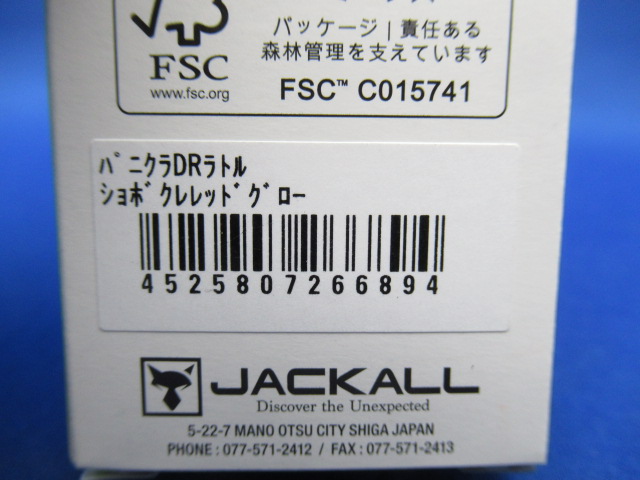 FSC
www.fsc.org
パッケージ | 責任ある
森林管理を支えています
FSC™ C015741
ﾊﾟﾆｸﾗDRﾗﾄﾙ
ｼｮﾎﾞｸﾚﾚｯﾄﾞｸﾞﾛｰ
4525807266894
JACKALL
Discover the Unexpected
5-22-7 MANO OTSU CITY SHIGA JAPAN
PHONE : 077-571-2412 / FAX : 077-571-2413